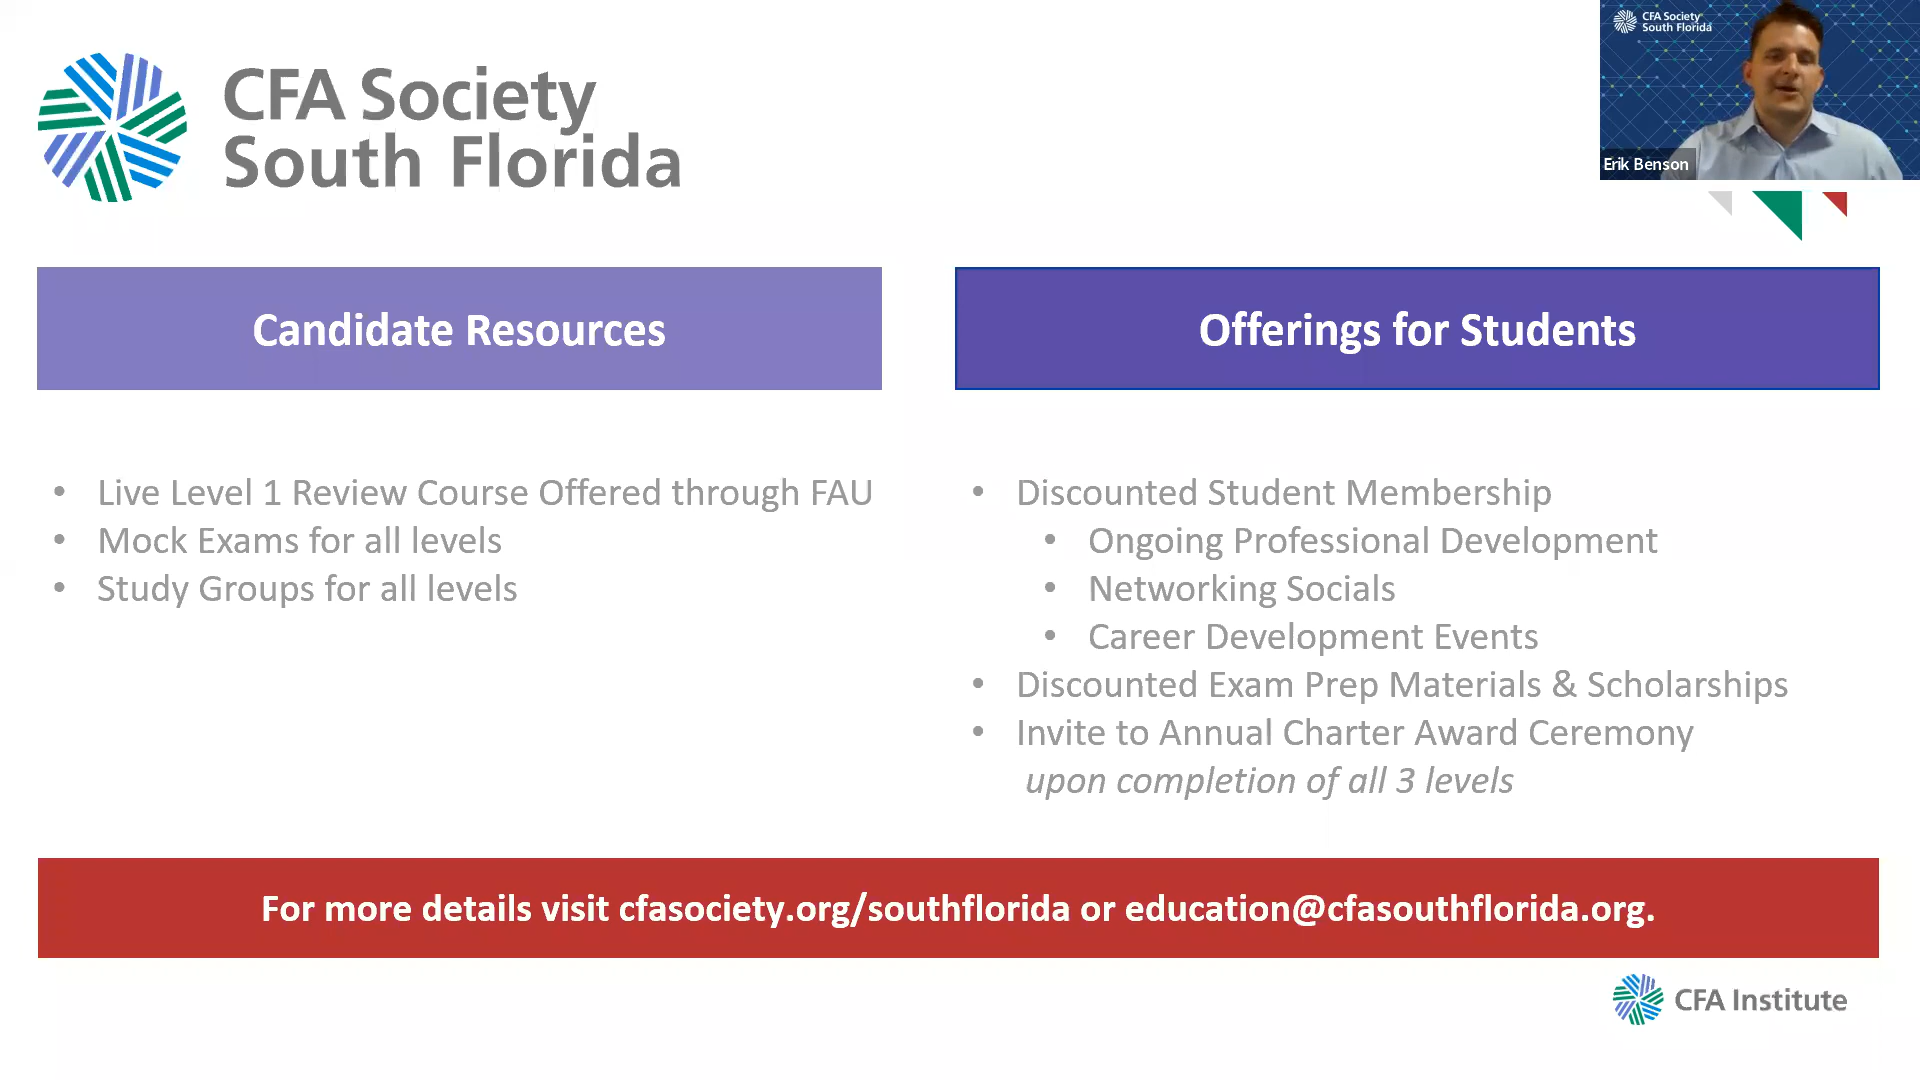 CFA Society
South Florida
CFA Society
South Florida
Erik Benson
Candidate Resources
• Live Level 1 Review Course Offered through FAU
• Mock Exams for all levels
• Study Groups for all levels
Offerings for Students
• Discounted Student Membership
• Ongoing Professional Development
• Networking Socials
• Career Development Events
• Discounted Exam Prep Materials & Scholarships
• Invite to Annual Charter Award Ceremony
upon completion of all 3 levels
For more details visit cfasociety.org/southflorida or education@cfasouthflorida.org.
CFA Institute